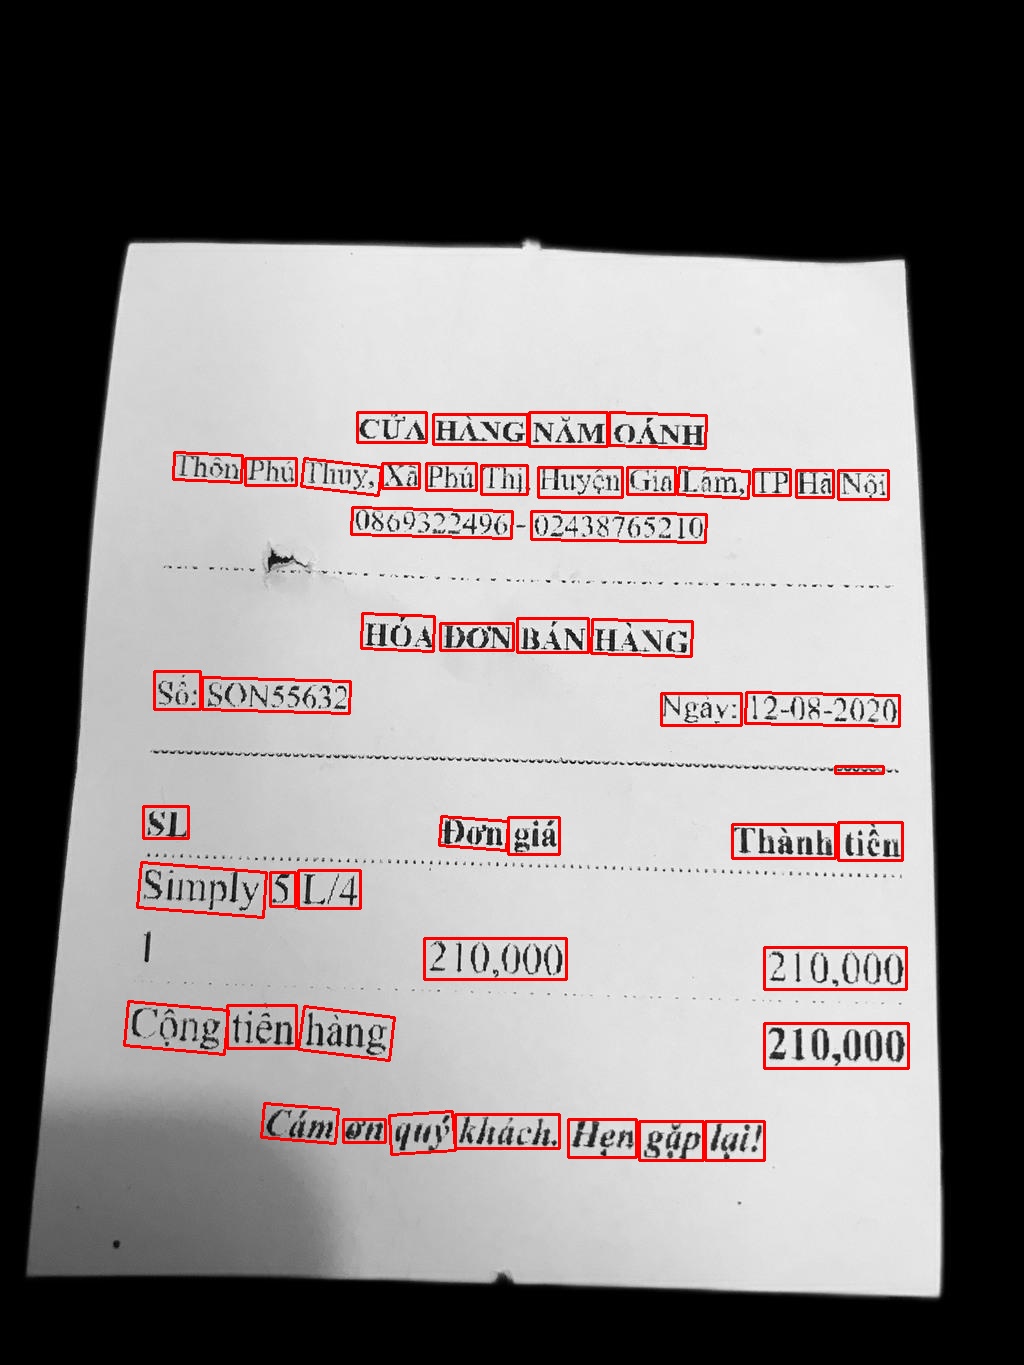 CỬA HÀNG NĂM OÁNH
Thôn Phú Thuỵ, Xã Phú Thị, Huyện Gia Lâm, TP Hà Nội
0869322496 - 02438765210
HÓA ĐƠN BÁN HÀNG
Số: SON55632 Ngày: 12-08-2020
SL Đơn giá Thành tiền
Simply 5 L/4
1 210,000 210,000
Cộng tiền hàng 210,000
Cám ơn quý khách. Hẹn gặp lại!